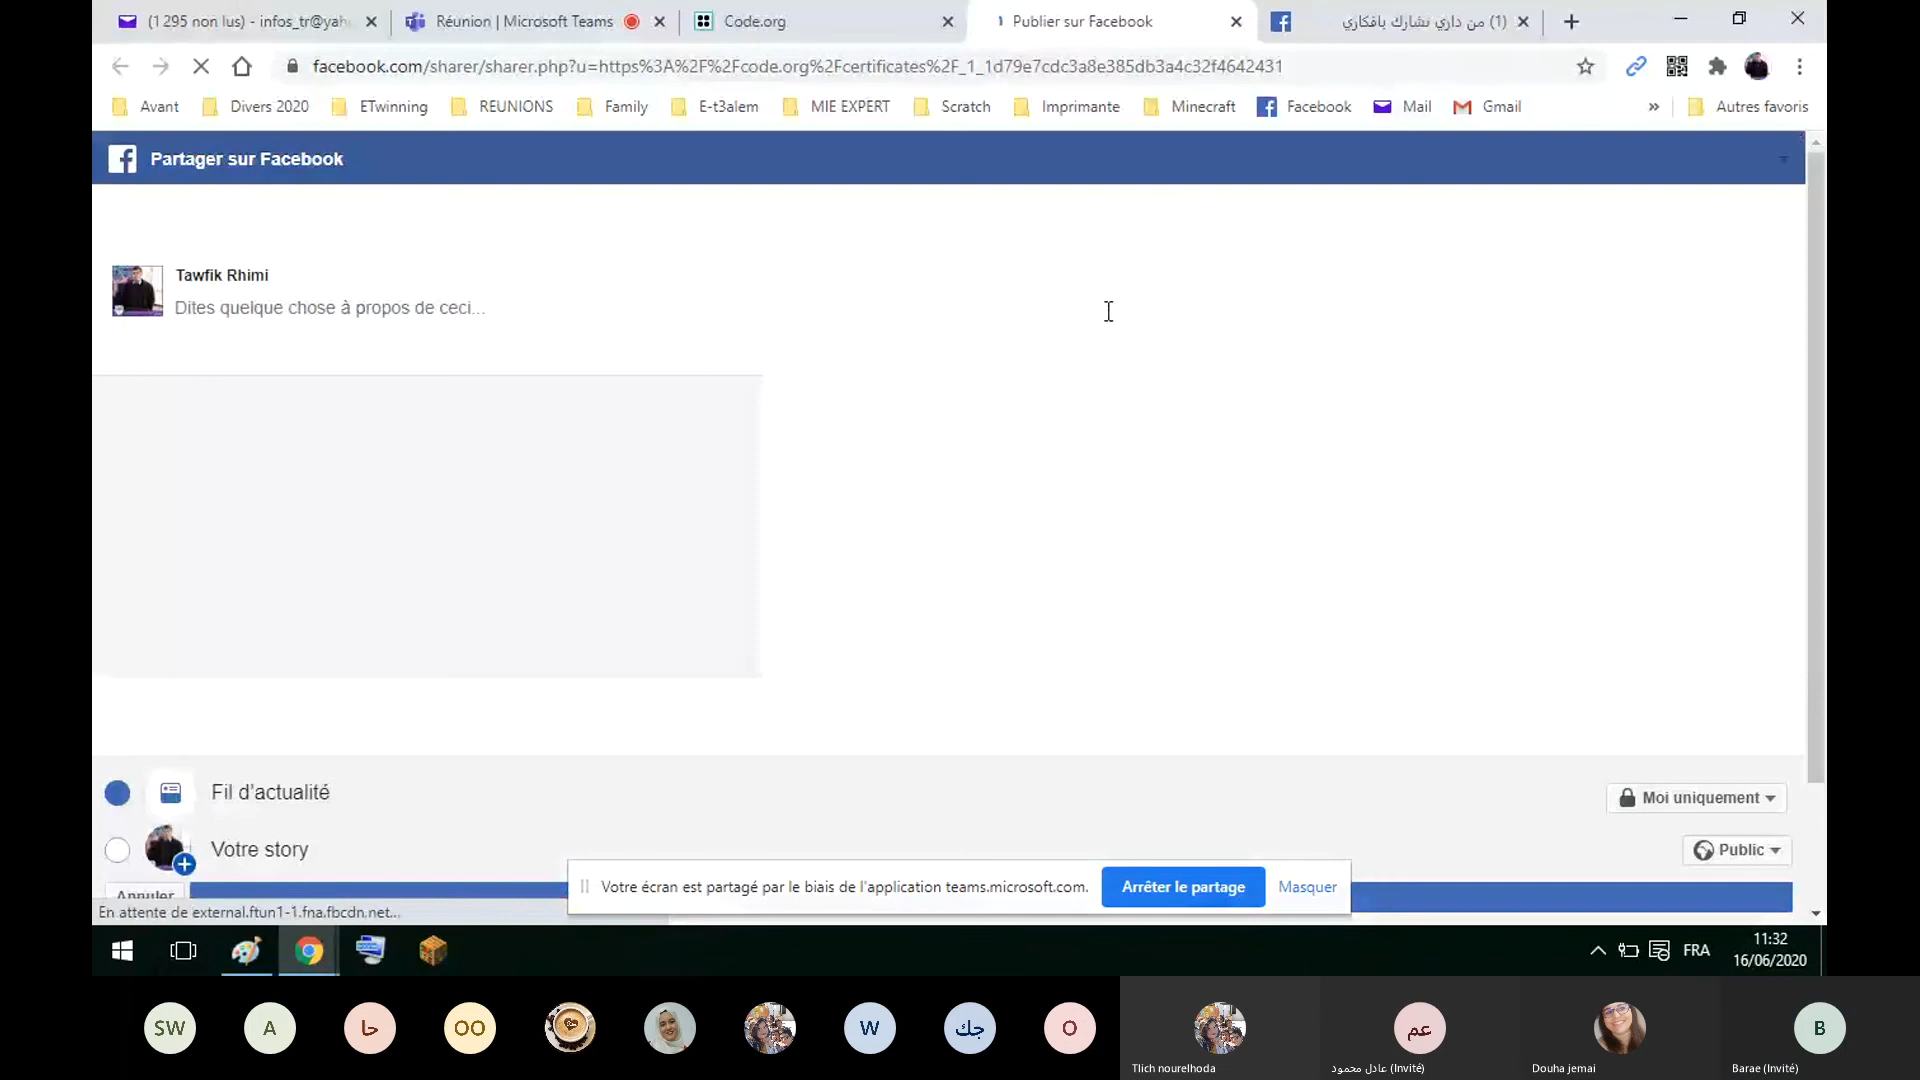 (1 295 non lus) - infos_tr@yah
Réunion | Microsoft Teams
Code.org
Publier sur Facebook
(1) من داري نشارك بافكاري
facebook.com/sharer/sharer.php?u=https%3A%2F%2Fcode.org%2Fcertificates%2F_1_1d79e7cdc3a8e385db3a4c32f4642431
Avant
Divers 2020
ETwinning
REUNIONS
Family
E-t3alem
MIE EXPERT
Scratch
Imprimante
Minecraft
Facebook
Mail
Gmail
»
Autres favoris
Partager sur Facebook
Tawfik Rhimi
Dites quelque chose à propos de ceci...
Fil d'actualité
Moi uniquement
Votre story
Public
Annuler
Votre écran est partagé par le biais de l'application teams.microsoft.com.
Arrêter le partage
Masquer
En attente de external.ftun1-1.fna.fbcdn.net...
FRA
11:32
16/06/2020
SW
A
حا
OO
W
جك
O
عم
B
Tlich nourelhoda
عادل محمود (Invité)
Douha jemai
Barae (Invité)